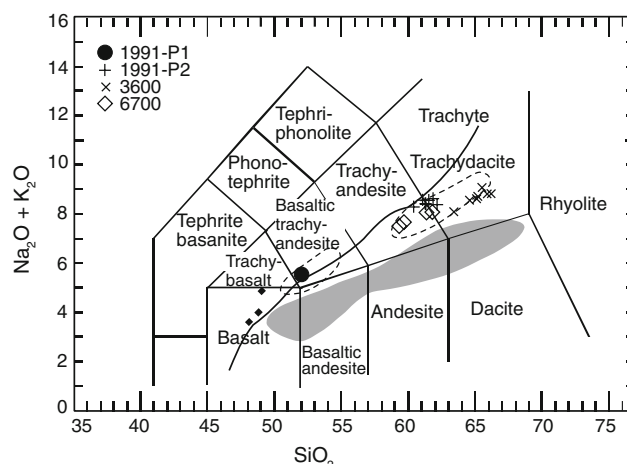 16
14
12
10
8
6
4
2
0
Na₂O + K₂O
1991-P1
1991-P2
3600
6700
Tephri-
phonolite
Trachyte
Phono-
tephrite
Trachy-
andesite
Trachydacite
Tephrite
basanite
Basaltic
trachy-
andesite
Rhyolite
Trachy-
basalt
Basalt
Basaltic
andesite
Andesite
Dacite
35 45 50 55 60 65 70 75
SiO₂